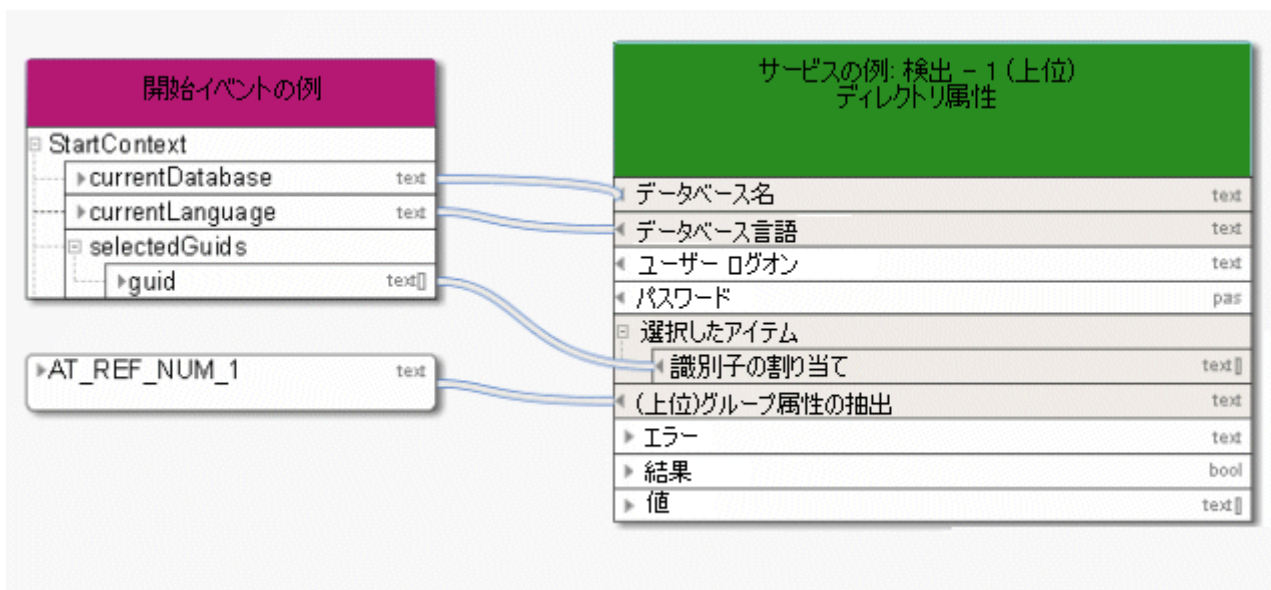 開始イベントの例
StartContext
currentDatabase text
currentLanguage text
selectedGuids
guid text[]
AT_REF_NUM_1 text
サービスの例: 検出 - 1 (上位)
ディレクトリ属性
データベース名 text
データベース言語 text
ユーザー ログオン text
パスワード pas
選択したアイテム
識別子の割り当て text[]
(上位)グループ属性の抽出 text
エラー text
結果 bool
値 text[]